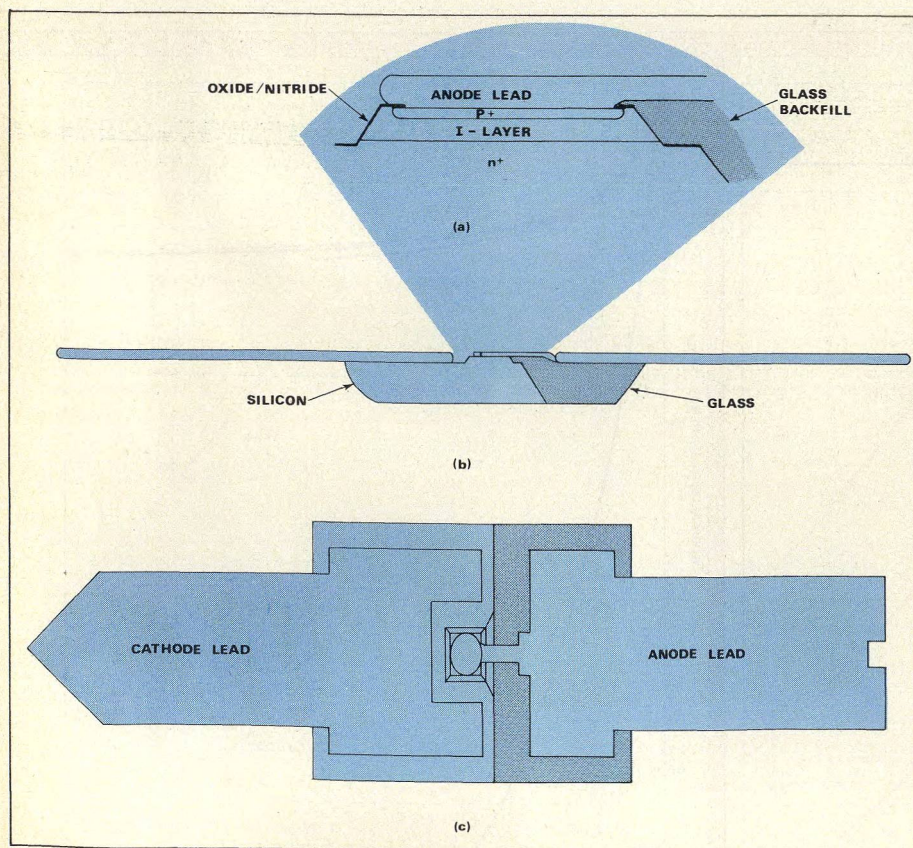 OXIDE/NITRIDE
ANODE LEAD
GLASS
BACKFILL
P+
I - LAYER
n+
(a)
SILICON
GLASS
(b)
CATHODE LEAD
ANODE LEAD
(c)